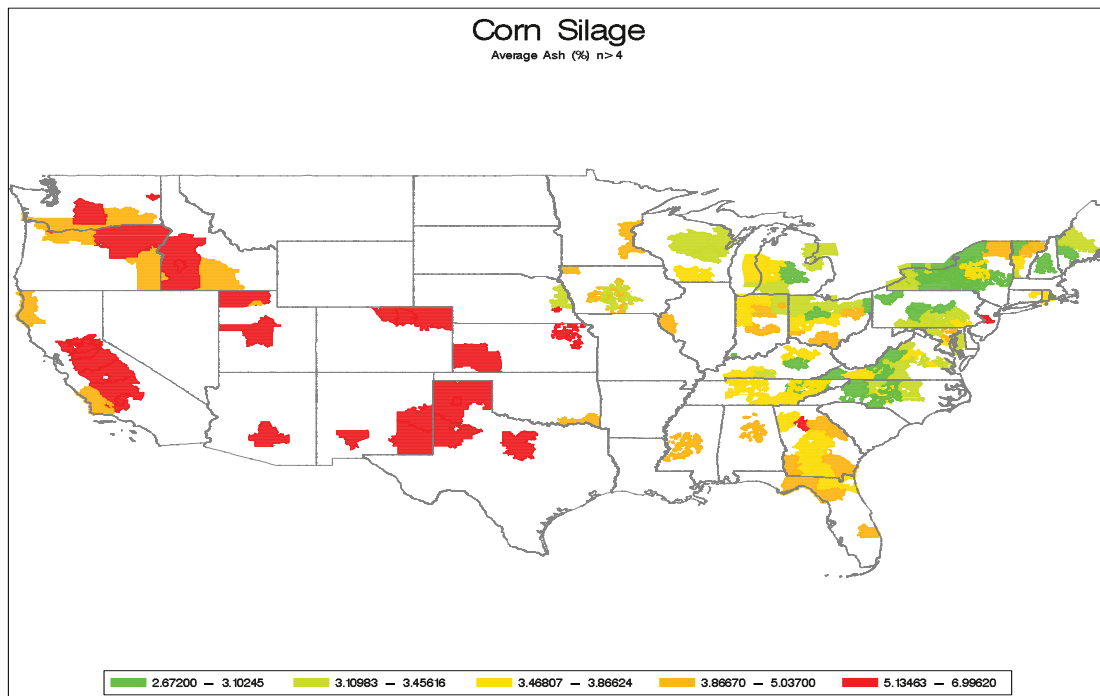 Corn Silage
Average Ash (%) n>4
2.67200 – 3.10245 3.10983 – 3.45616 3.46807 – 3.86624 3.86670 – 5.03700 5.13463 – 6.99620